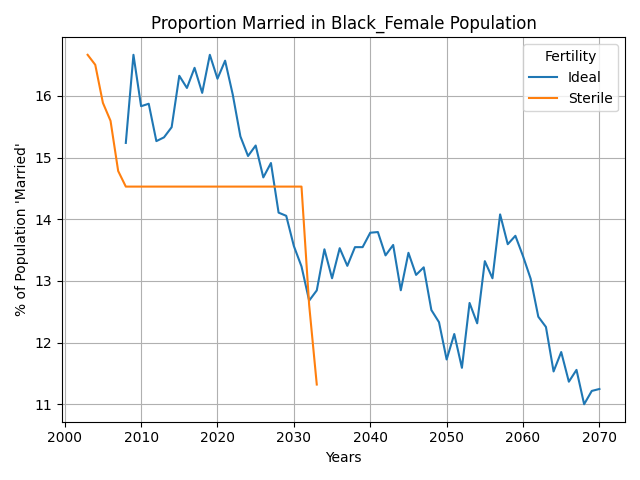 Proportion Married in Black_Female Population
% of Population 'Married'
16
15
14
13
12
11
Fertility
Ideal
Sterile
2000 2010 2020 2030 2040 2050 2060 2070
Years